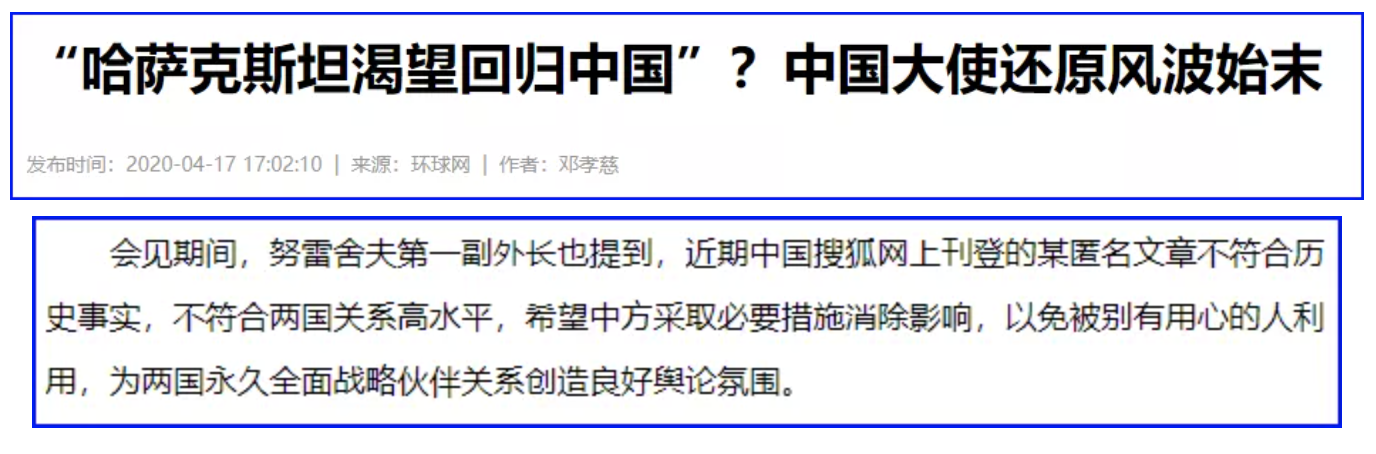 “哈萨克斯坦渴望回归中国”？中国大使还原风波始末
发布时间：2020-04-17 17:02:10 | 来源：环球网 | 作者：邓孝慈
会见期间，努雷舍夫第一副外长也提到，近期中国搜狐网上刊登的某匿名文章不符合历
史事实，不符合两国关系高水平，希望中方采取必要措施消除影响，以免被别有用心的人利
用，为两国永久全面战略伙伴关系创造良好舆论氛围。